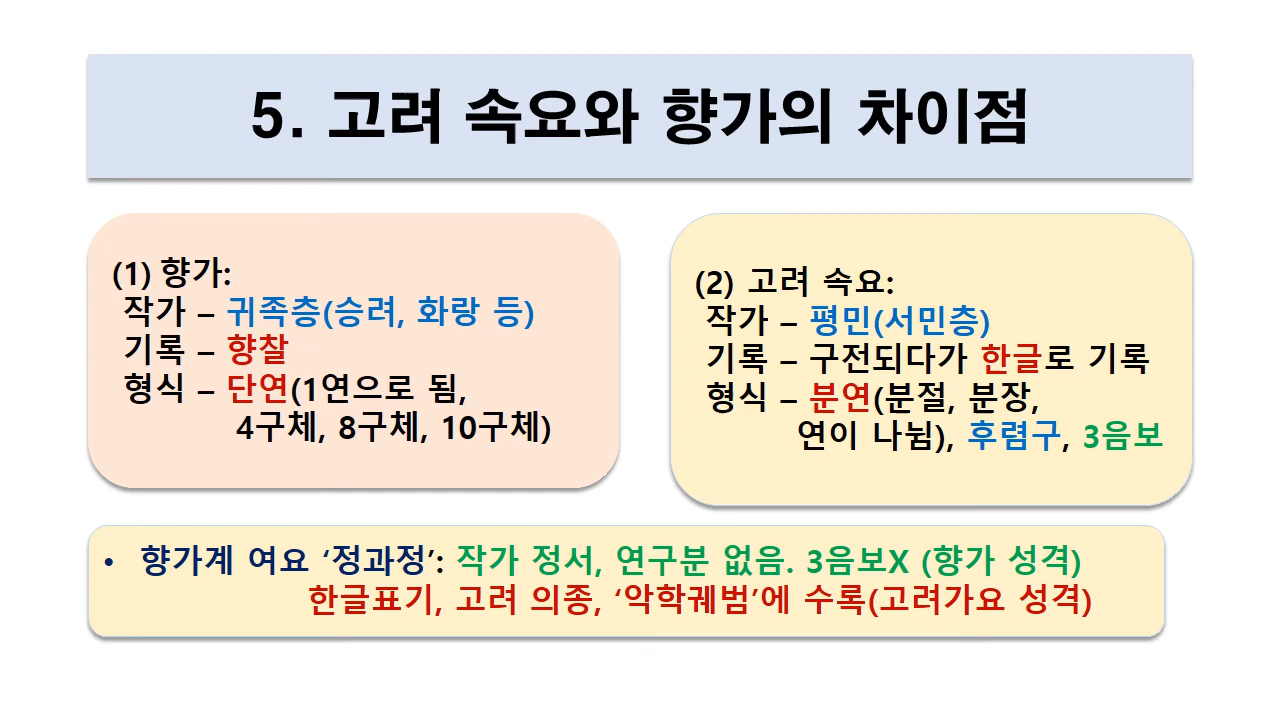 5. 고려 속요와 향가의 차이점
(1) 향가:
작가 – 귀족층(승려, 화랑 등)
기록 – 향찰
형식 – 단연(1연으로 됨,
4구체, 8구체, 10구체)
(2) 고려 속요:
작가 – 평민(서민층)
기록 – 구전되다가 한글로 기록
형식 – 분연(분절, 분장,
연이 나뉨), 후렴구, 3음보
• 향가계 여요 ‘정과정’: 작가 정서, 연구분 없음. 3음보X (향가 성격)
한글표기, 고려 의종, ‘악학궤범’에 수록(고려가요 성격)